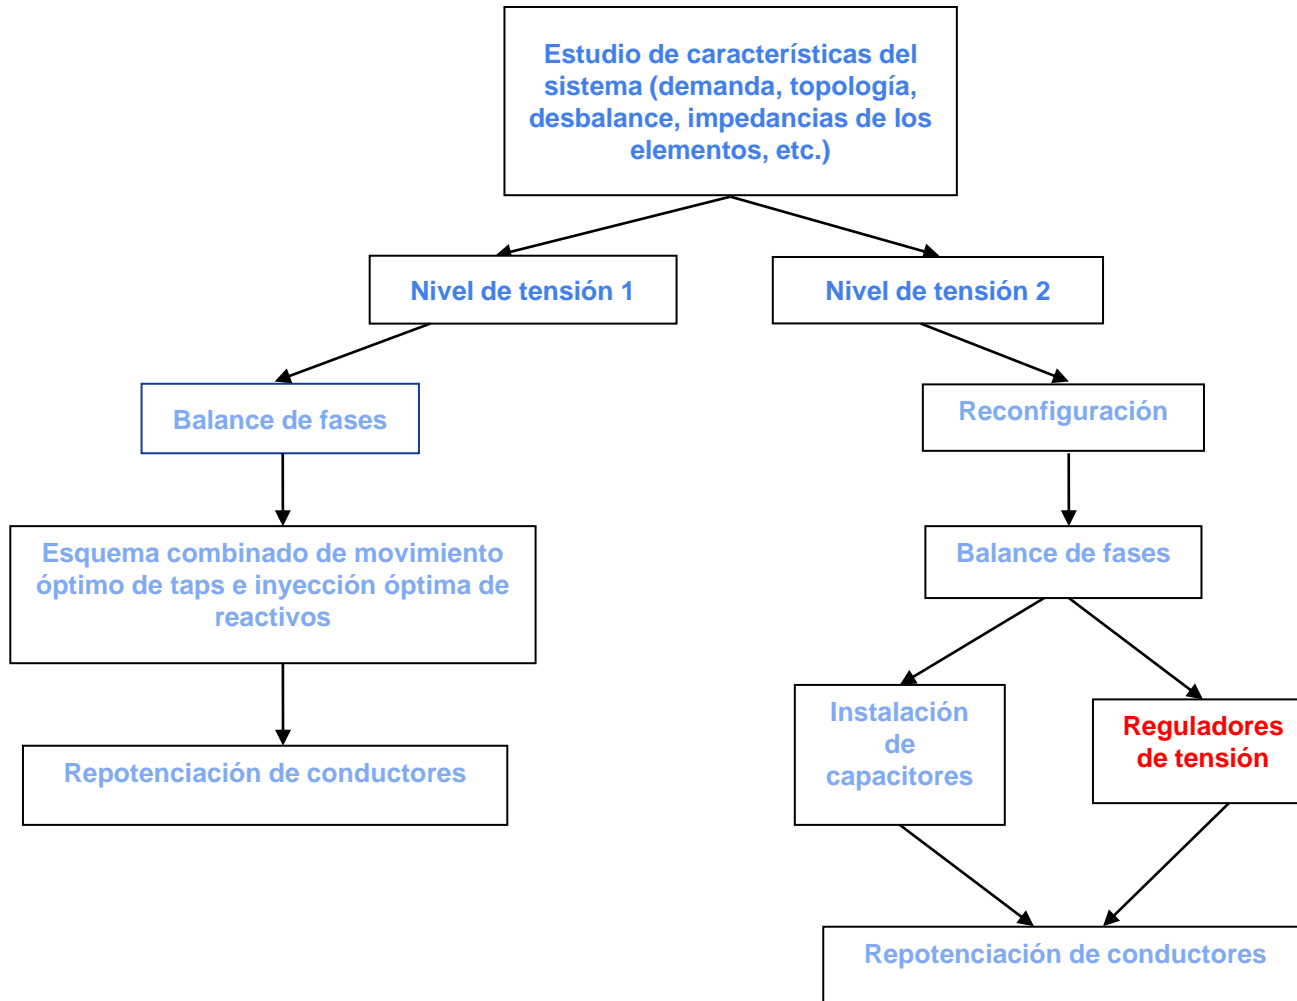 Estudio de características del
sistema (demanda, topología,
desbalance, impedancias de los
elementos, etc.)
Nivel de tensión 1
Nivel de tensión 2
Balance de fases
Reconfiguración
Esquema combinado de movimiento
óptimo de taps e inyección óptima de
reactivos
Balance de fases
Repotenciación de conductores
Instalación
de
capacitores
Reguladores
de tensión
Repotenciación de conductores